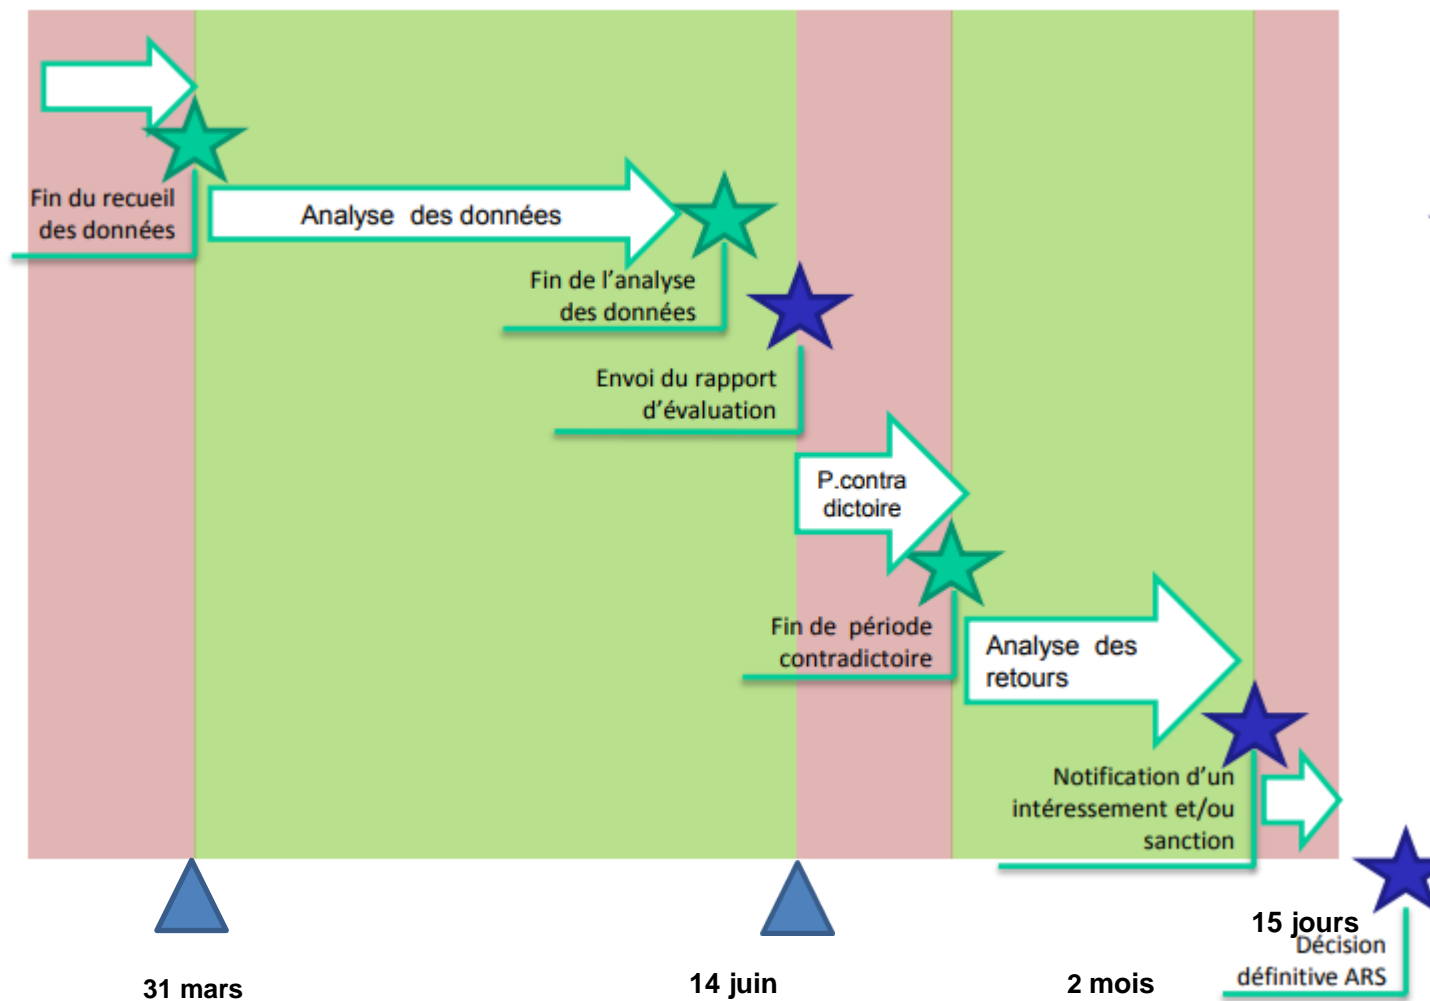 Fin du recueil
des données
Analyse des données
Fin de l'analyse
des données
Envoi du rapport
d'évaluation
P.contra
dictoire
Fin de période
contradictoire
Analyse des
retours
Notification d'un
intéressement et/ou
sanction
15 jours
Décision
définitive ARS
31 mars
14 juin
2 mois